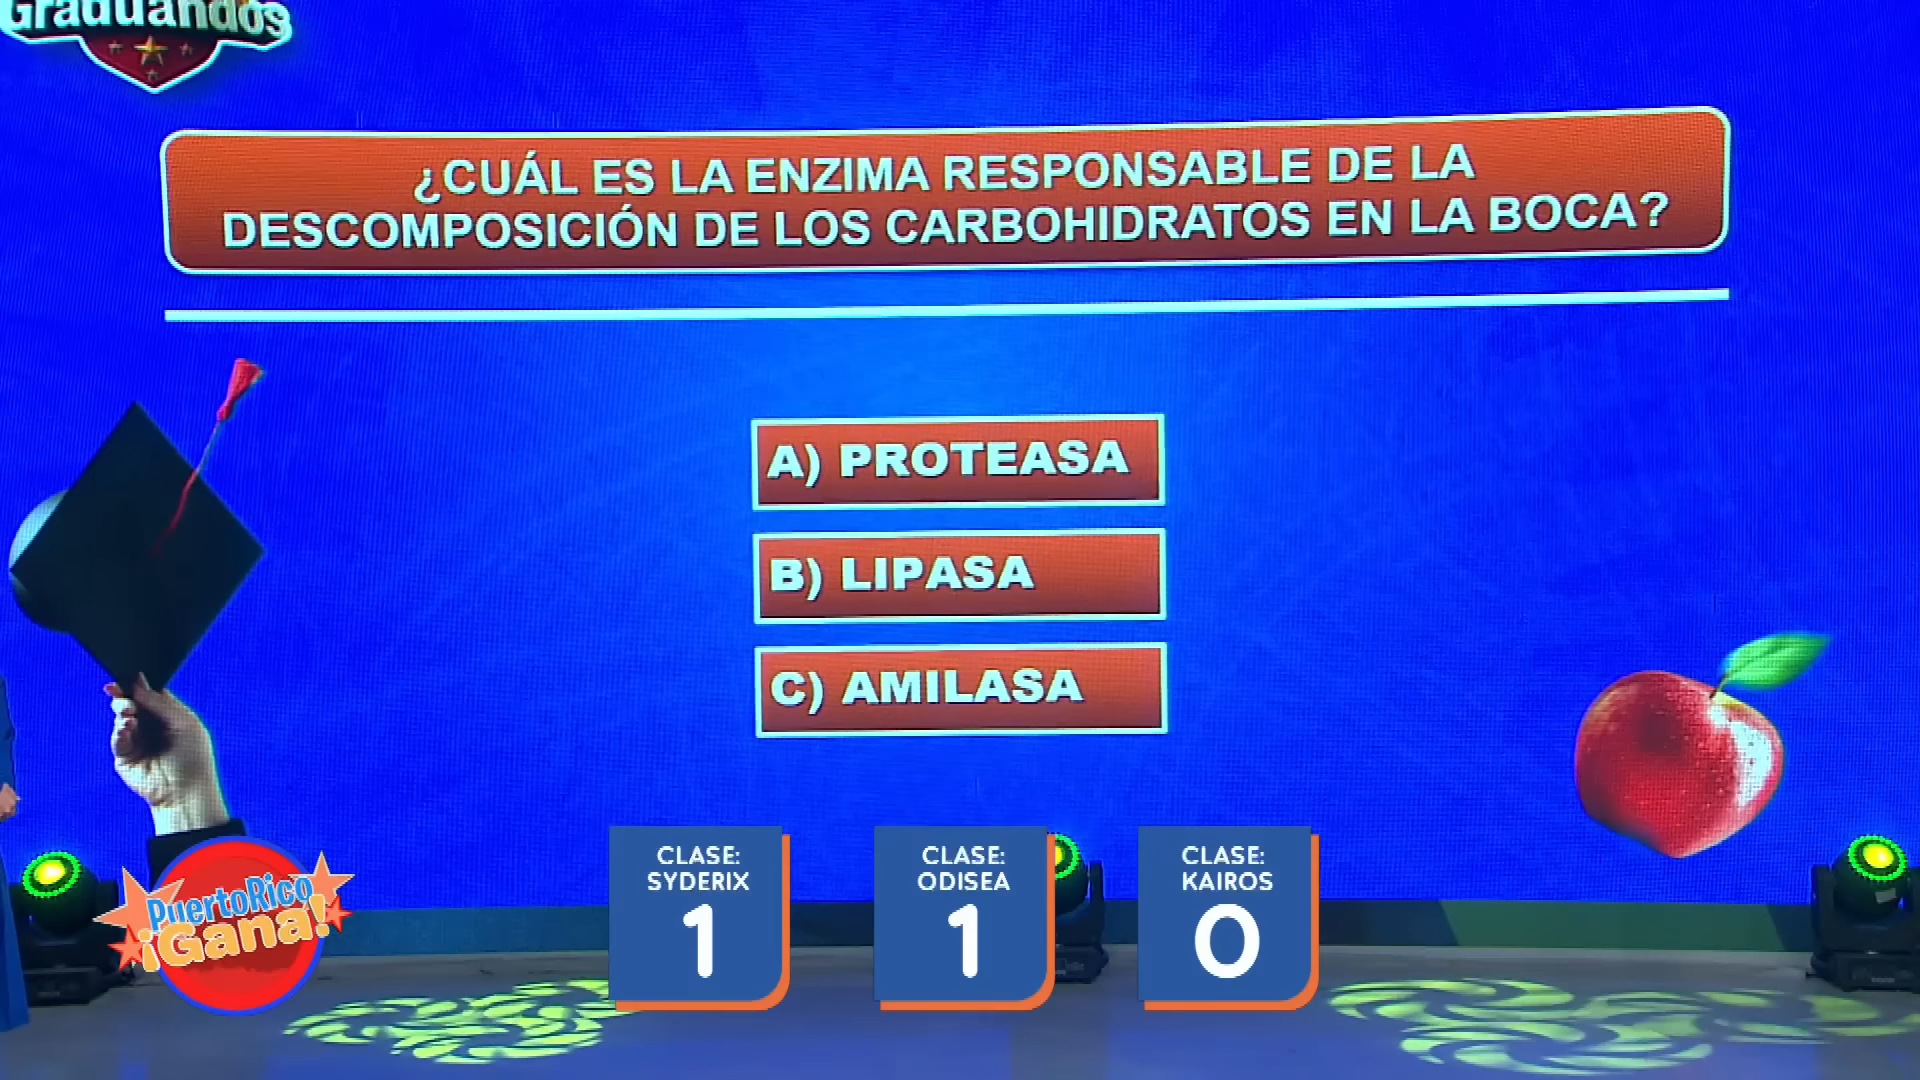 Graduandos
¿CUÁL ES LA ENZIMA RESPONSABLE DE LA
DESCOMPOSICIÓN DE LOS CARBOHIDRATOS EN LA BOCA?
A) PROTEASA
B) LIPASA
C) AMILASA
PuertoRico
¡Gana!
CLASE:
SYDERIX
1
CLASE:
ODISEA
1
CLASE:
KAIROS
0